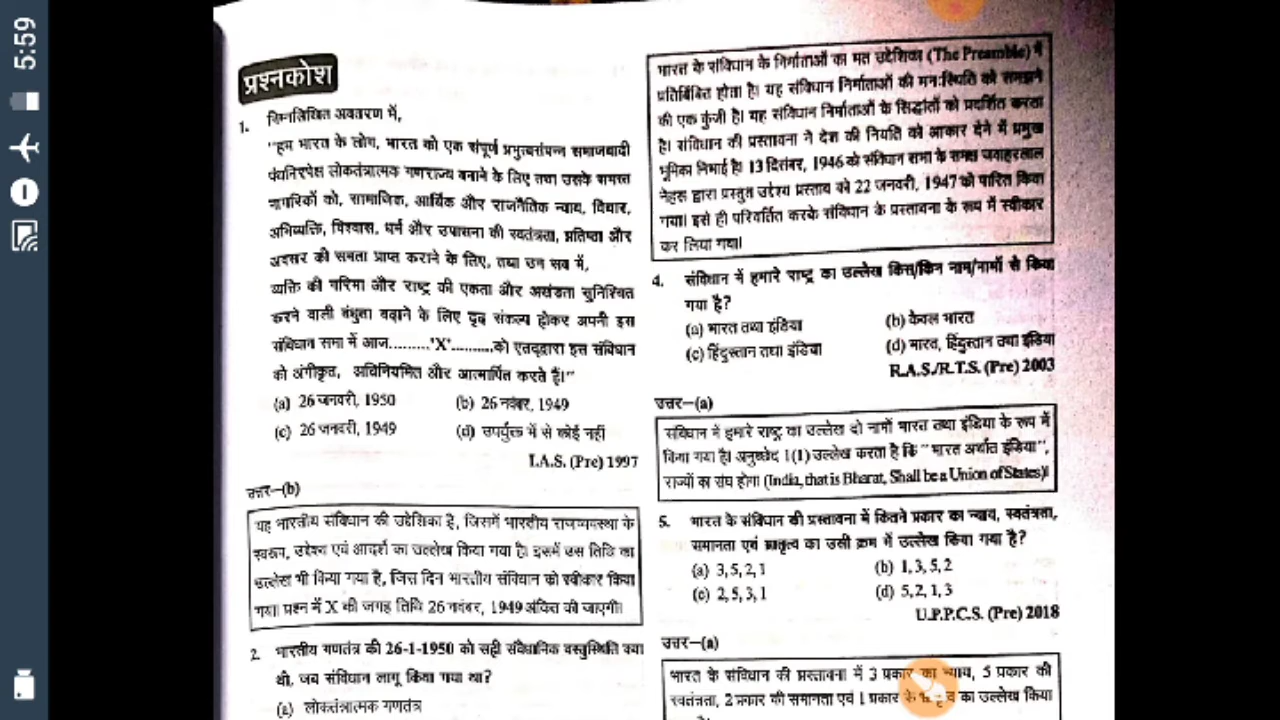 5:59
प्रश्नकोश
1. निम्नलिखित अवतरण में,
"हम भारत के लोग, भारत को एक संपूर्ण प्रभुत्वसंपन्न समाजवादी
पंथनिरपेक्ष लोकतंत्रात्मक गणराज्य बनाने के लिए तथा उसके समस्त
नागरिकों को, सामाजिक, आर्थिक और राजनैतिक न्याय, विचार,
अभिव्यक्ति, विश्वास, धर्म और उपासना की स्वतंत्रता, प्रतिष्ठा और
अवसर की समता प्राप्त कराने के लिए, तथा उन सब में,
व्यक्ति की गरिमा और राष्ट्र की एकता और अखंडता सुनिश्चित
करने वाली बंधुता बढ़ाने के लिए दृढ़ संकल्प होकर अपनी इस
संविधान सभा में आज.........'X'..........को एतद्द्वारा इस संविधान
को अंगीकृत, अधिनियमित और आत्मार्पित करते हैं।"
(a) 26 जनवरी, 1950 (b) 26 नवंबर, 1949
(c) 26 जनवरी, 1949 (d) उपर्युक्त में से कोई नहीं
I.A.S. (Pre) 1997
उत्तर—(b)
यह भारतीय संविधान की उद्देशिका है, जिसमें भारतीय राजव्यवस्था के
स्वरूप, उद्देश्य एवं आदर्श का उल्लेख किया गया है। इसमें उस तिथि का
उल्लेख भी किया गया है, जिस दिन भारतीय संविधान को स्वीकार किया
गया। प्रश्न में X की जगह तिथि 26 नवंबर, 1949 अंकित की जाएगी।
2. भारतीय गणतंत्र की 26-1-1950 को सही संवैधानिक वस्तुस्थिति क्या
थी, जब संविधान लागू किया गया था?
(a) लोकतंत्रात्मक गणतंत्र
भारत के संविधान के निर्माताओं का मत उद्देशिका (The Preamble) में
प्रतिबिंबित होता है। यह संविधान निर्माताओं की मनःस्थिति को समझने
की एक कुंजी है। यह संविधान निर्माताओं के सिद्धांतों को प्रदर्शित करता
है। संविधान की प्रस्तावना ने देश की नियति को आकार देने में प्रमुख
भूमिका निभाई है। 13 दिसंबर, 1946 को संविधान सभा के समक्ष जवाहरलाल
नेहरू द्वारा प्रस्तुत उद्देश्य प्रस्ताव को 22 जनवरी, 1947 को पारित किया
गया। इसे ही परिवर्तित करके संविधान के प्रस्तावना के रूप में स्वीकार
कर लिया गया।
4. संविधान में हमारे राष्ट्र का उल्लेख किस/किन नाम/नामों से किया
गया है?
(a) भारत तथा इंडिया (b) केवल भारत
(c) हिंदुस्तान तथा इंडिया (d) भारत, हिंदुस्तान तथा इंडिया
R.A.S./R.T.S. (Pre) 2003
उत्तर—(a)
संविधान में हमारे राष्ट्र का उल्लेख दो नामों भारत तथा इंडिया के रूप में
किया गया है। अनुच्छेद 1(1) उल्लेख करता है कि "भारत अर्थात इंडिया",
राज्यों का संघ होगा (India, that is Bharat, Shall be a Union of States)।
5. भारत के संविधान की प्रस्तावना में कितने प्रकार का न्याय, स्वतंत्रता,
समानता एवं भ्रातृत्व का उसी क्रम में उल्लेख किया गया है?
(a) 3, 5, 2, 1 (b) 1, 3, 5, 2
(c) 2, 5, 3, 1 (d) 5, 2, 1, 3
U.P.P.C.S. (Pre) 2018
उत्तर—(a)
भारत के संविधान की प्रस्तावना में 3 प्रकार का न्याय, 5 प्रकार की
स्वतंत्रता, 2 प्रकार की समानता एवं 1 प्रकार के का उल्लेख किया